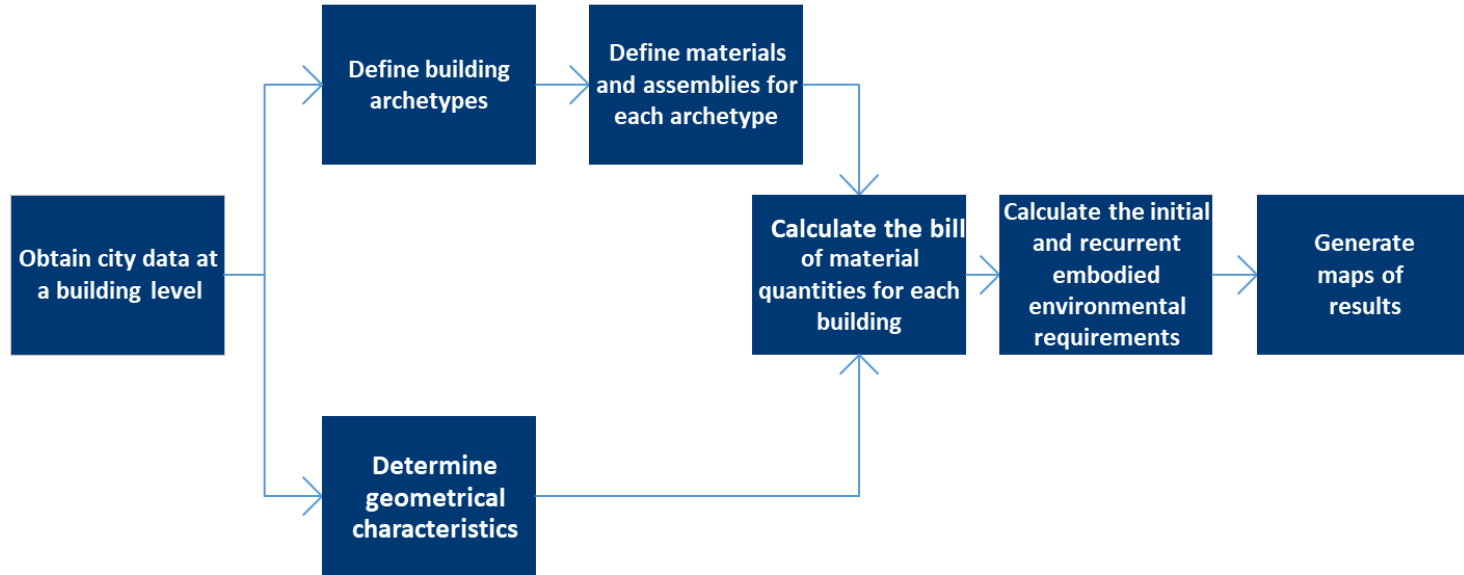 Obtain city data at
a building level
Define building
archetypes
Define materials
and assemblies for
each archetype
Determine
geometrical
characteristics
Calculate the bill
of material
quantities for each
building
Calculate the initial
and recurrent
embodied
environmental
requirements
Generate
maps of
results